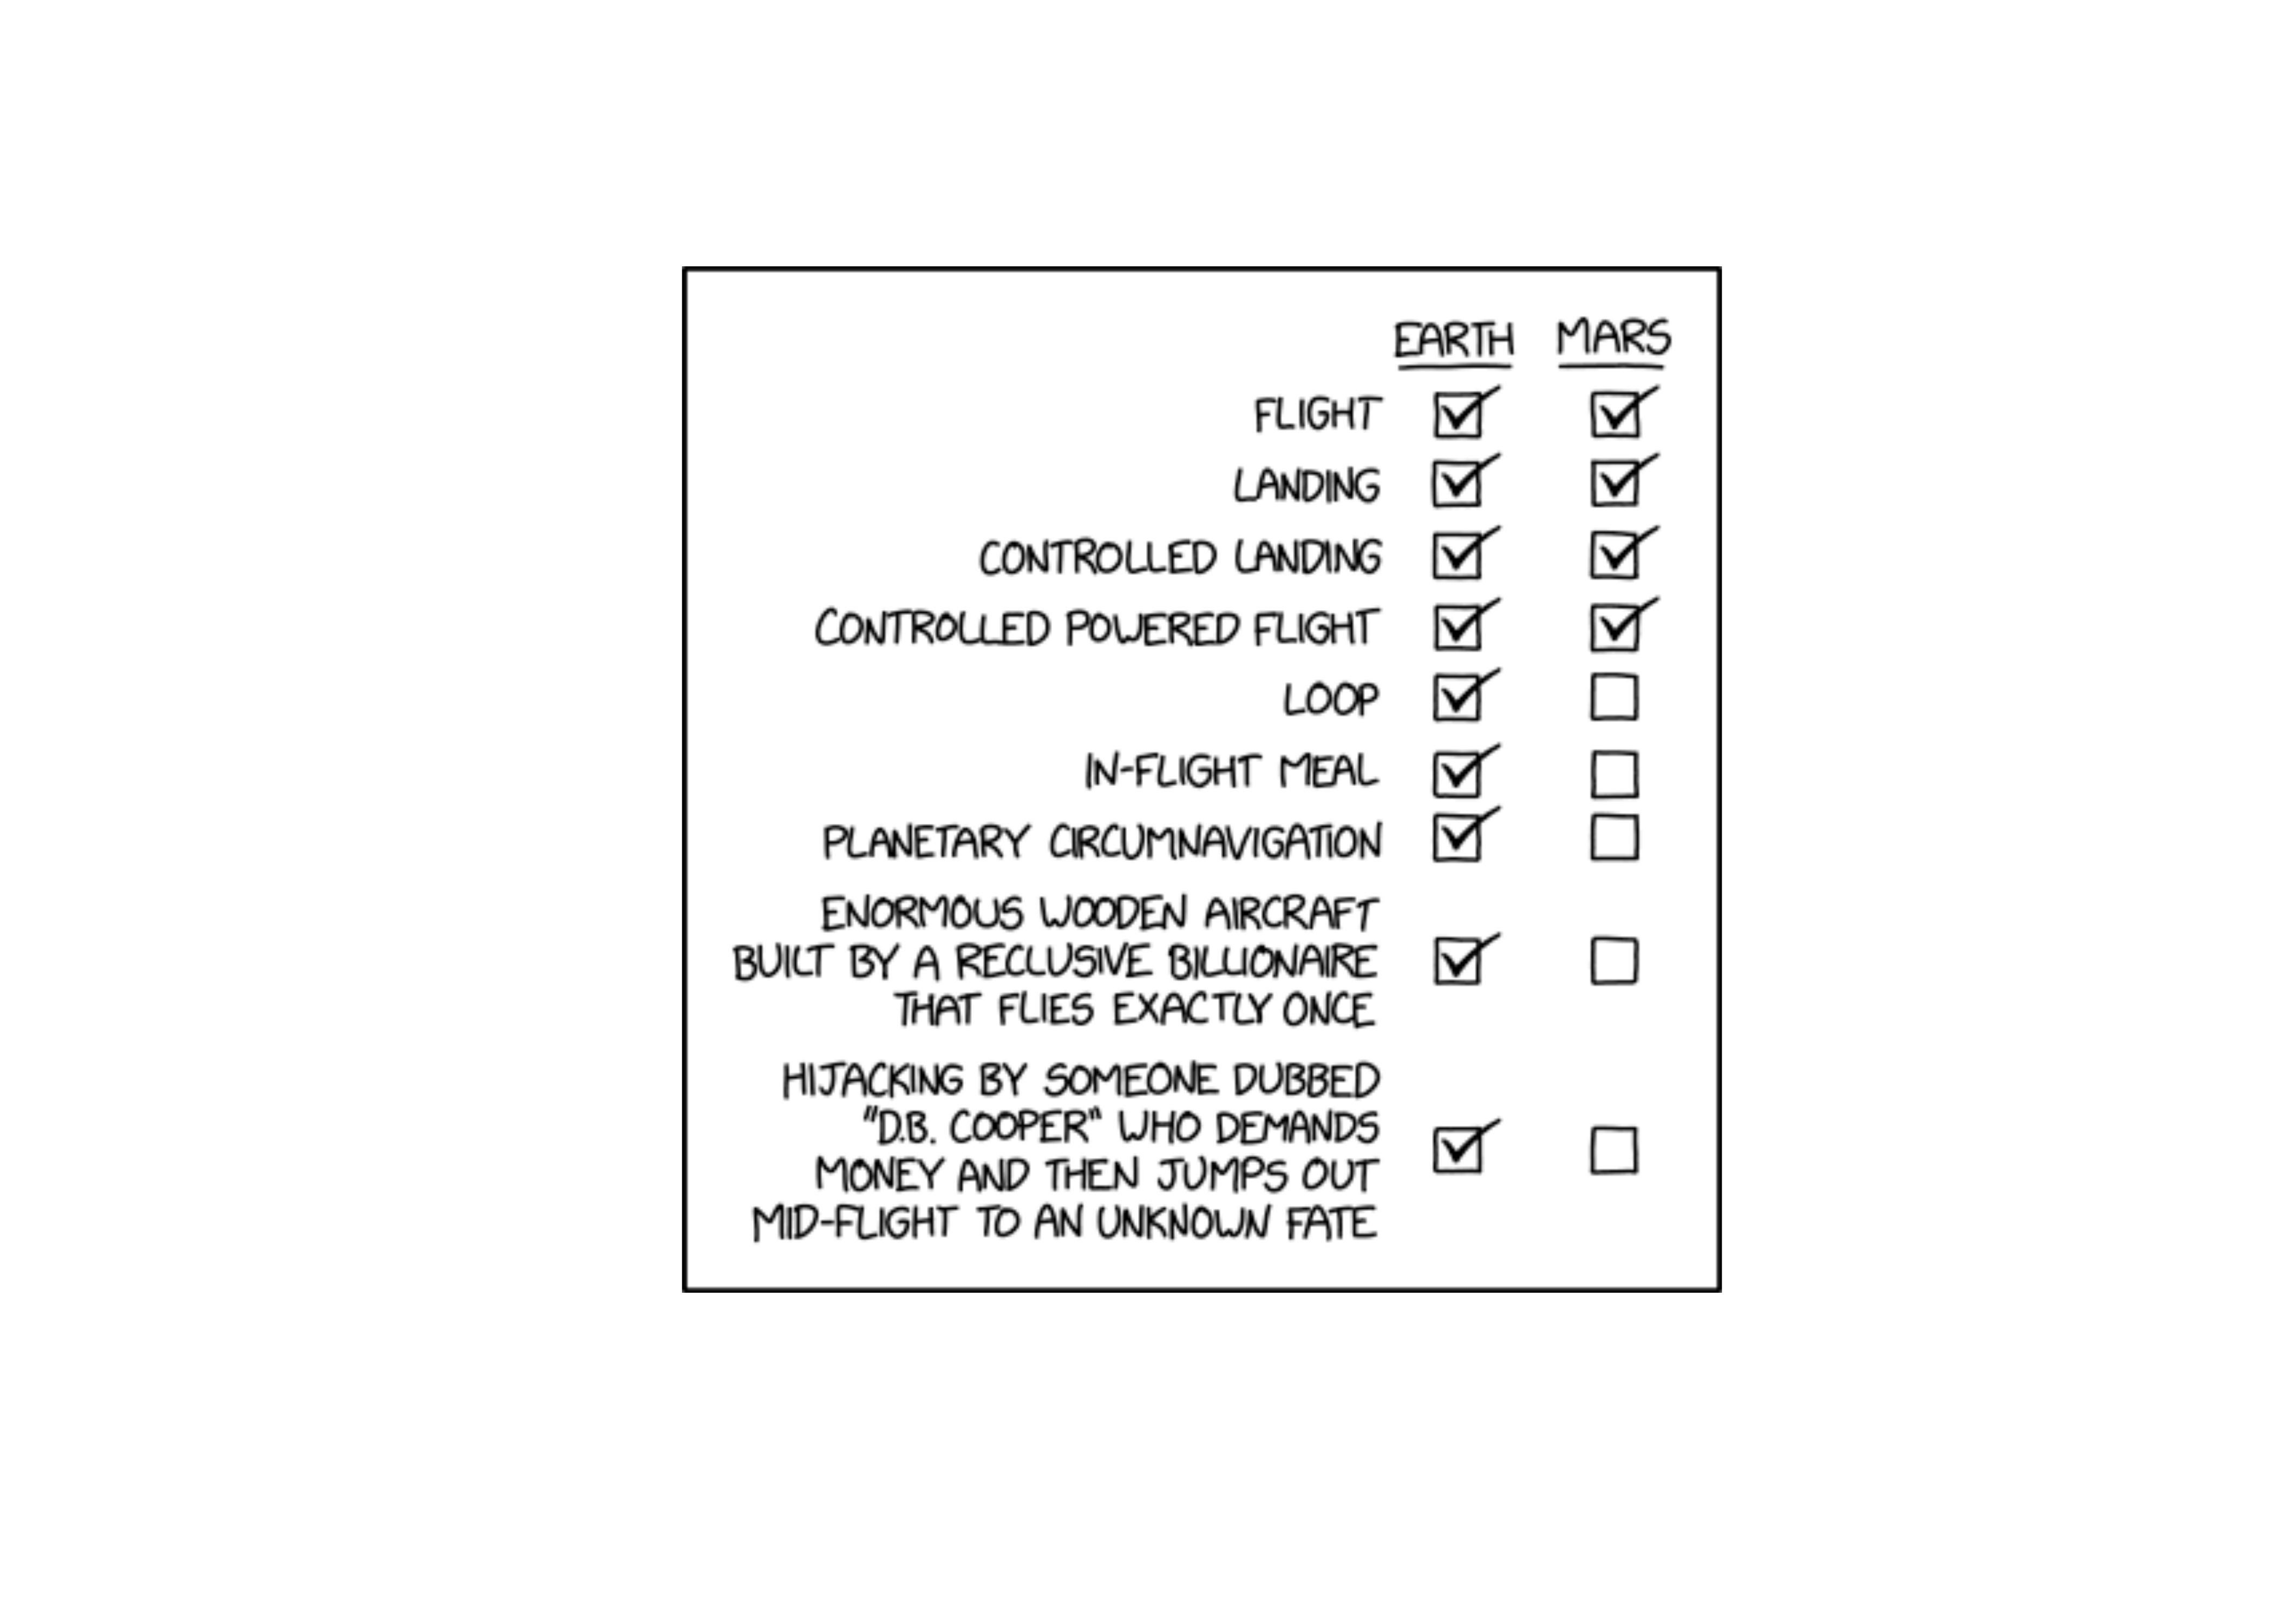 EARTH MARS
FLIGHT
LANDING
CONTROLLED LANDING
CONTROLLED POWERED FLIGHT
LOOP
IN-FLIGHT MEAL
PLANETARY CIRCUMNAVIGATION
ENORMOUS WOODEN AIRCRAFT
BUILT BY A RECLUSIVE BILLIONAIRE
THAT FLIES EXACTLY ONCE
HIJACKING BY SOMEONE DUBBED
"D.B. COOPER" WHO DEMANDS
MONEY AND THEN JUMPS OUT
MID-FLIGHT TO AN UNKNOWN FATE